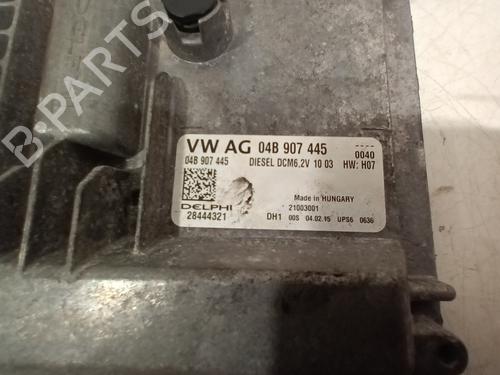 VW AG 04B 907 445 ----
04B 907 445 DIESEL DCM6,2V 10 03 0040
HW: H07
Made in HUNGARY
DELPHI 21003001
28444321 DH1 00S 04.02.15 UPS6 0636